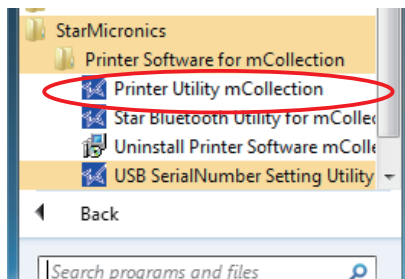 StarMicronics
Printer Software for mCollection
Printer Utility mCollection
Star Bluetooth Utility for mCollec
Uninstall Printer Software mColle
USB SerialNumber Setting Utility
Back
Search programs and files